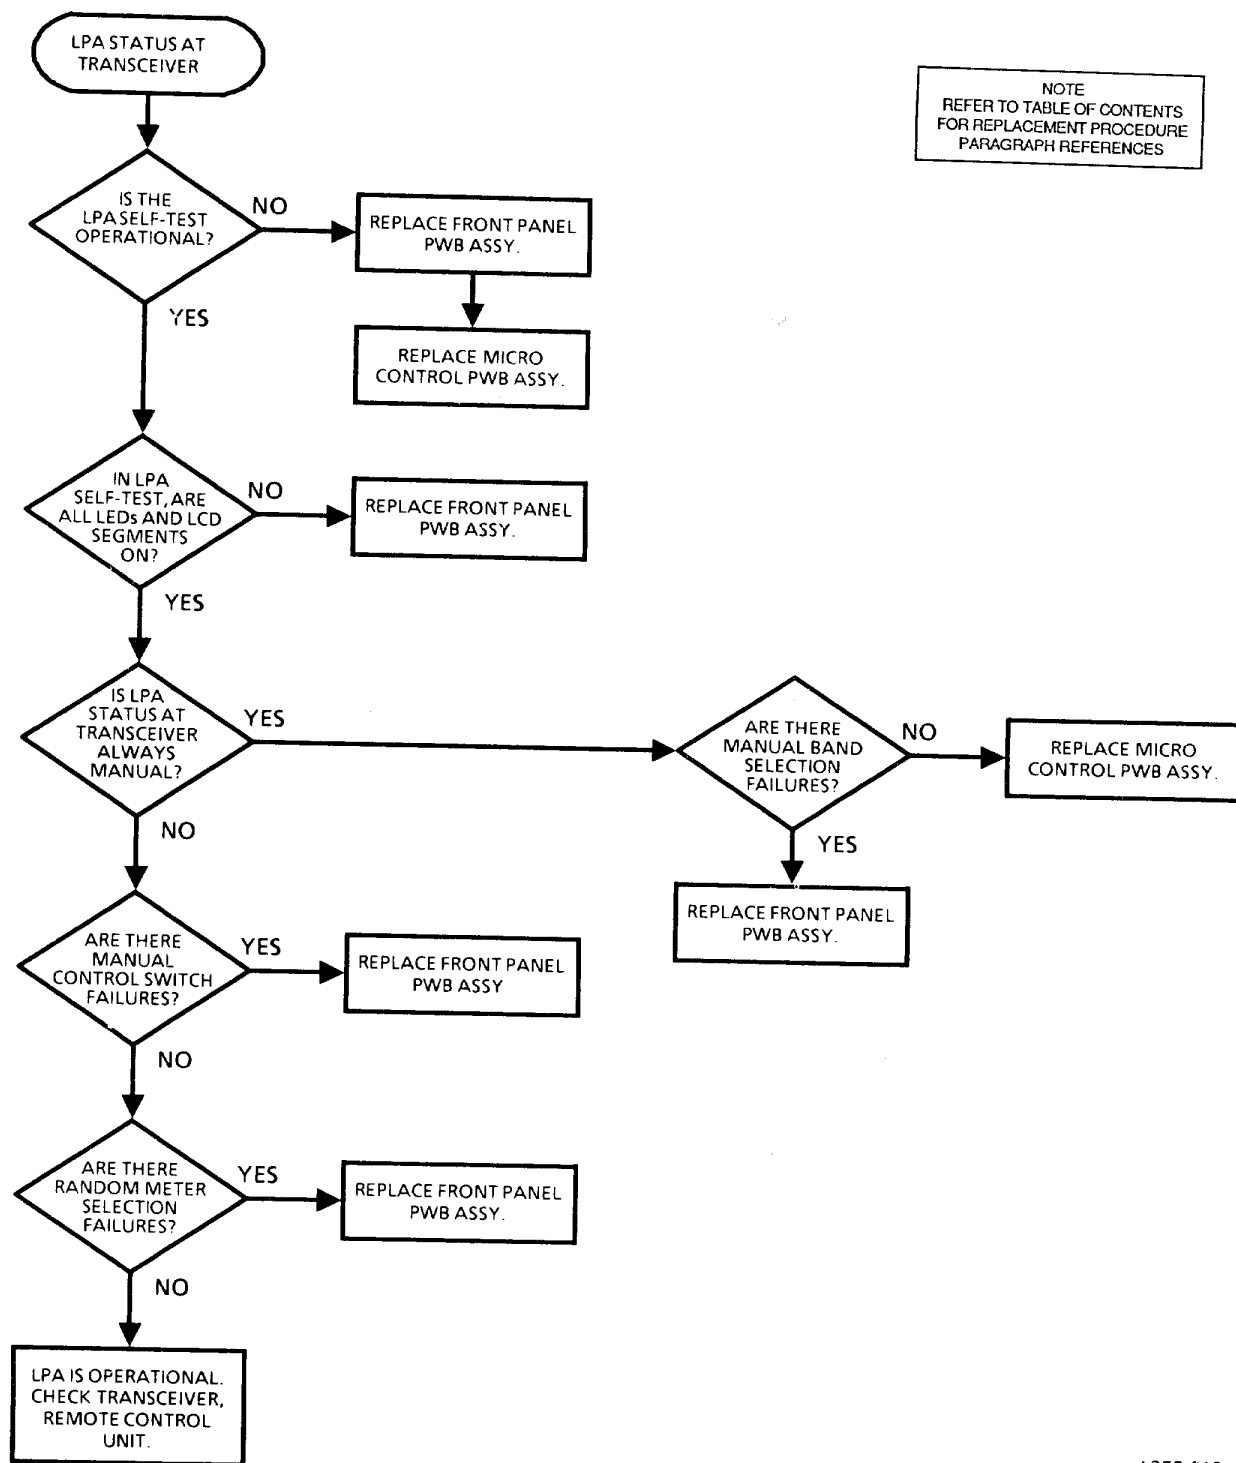 LPA STATUS AT
TRANSCEIVER
NOTE
REFER TO TABLE OF CONTENTS
FOR REPLACEMENT PROCEDURE
PARAGRAPH REFERENCES
IS THE
LPA SELF-TEST
OPERATIONAL?
NO
REPLACE FRONT PANEL
PWB ASSY.
YES
REPLACE MICRO
CONTROL PWB ASSY.
IN LPA
SELF-TEST, ARE
ALL LEDs AND LCD
SEGMENTS
ON?
NO
REPLACE FRONT PANEL
PWB ASSY.
YES
IS LPA
STATUS AT
TRANSCEIVER
ALWAYS
MANUAL?
YES
ARE THERE
MANUAL BAND
SELECTION
FAILURES?
NO
REPLACE MICRO
CONTROL PWB ASSY.
YES
REPLACE FRONT PANEL
PWB ASSY.
NO
ARE THERE
MANUAL
CONTROL SWITCH
FAILURES?
YES
REPLACE FRONT PANEL
PWB ASSY
NO
ARE THERE
RANDOM METER
SELECTION
FAILURES?
YES
REPLACE FRONT PANEL
PWB ASSY.
NO
LPA IS OPERATIONAL.
CHECK TRANSCEIVER,
REMOTE CONTROL
UNIT.